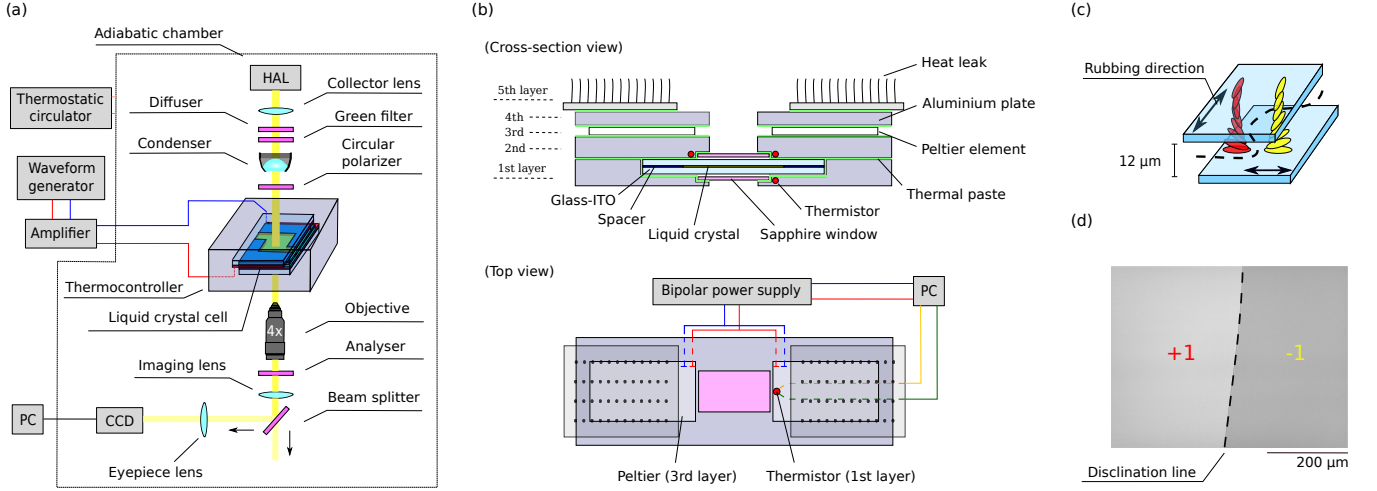 (a)
Adiabatic chamber
HAL
Collector lens
Thermostatic
circulator
Diffuser
Green filter
Condenser
Circular
polarizer
Waveform
generator
Amplifier
Thermocontroller
Liquid crystal cell
Objective
4x
Analyser
Imaging lens
Beam splitter
PC
CCD
Eyepiece lens
(b)
(Cross-section view)
Heat leak
5th layer
Aluminium plate
4th
3rd
Peltier element
2nd
1st layer
Thermal paste
Glass-ITO
Spacer
Thermistor
Liquid crystal
Sapphire window
(Top view)
Bipolar power supply
PC
Peltier (3rd layer)
Thermistor (1st layer)
(c)
Rubbing direction
12 μm
(d)
+1
-1
200 μm
Disclination line